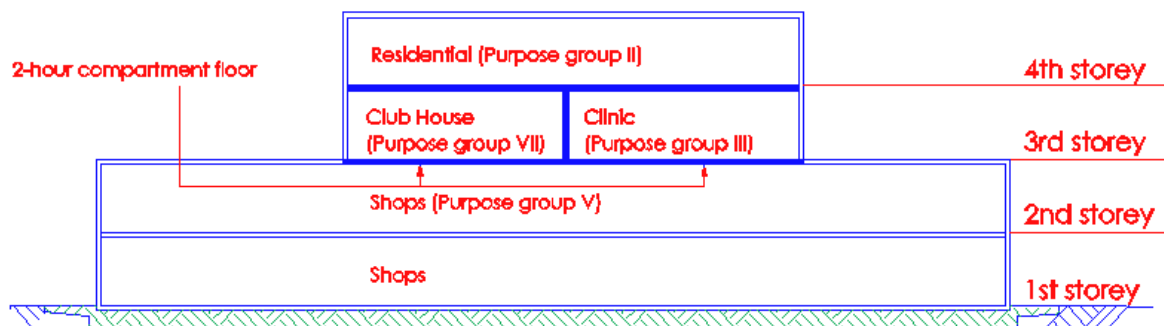 Residential (Purpose group II)
2-hour compartment floor
4th storey
Club House
(Purpose group VII)
Clinic
(Purpose group III)
3rd storey
Shops (Purpose group V)
2nd storey
Shops
1st storey